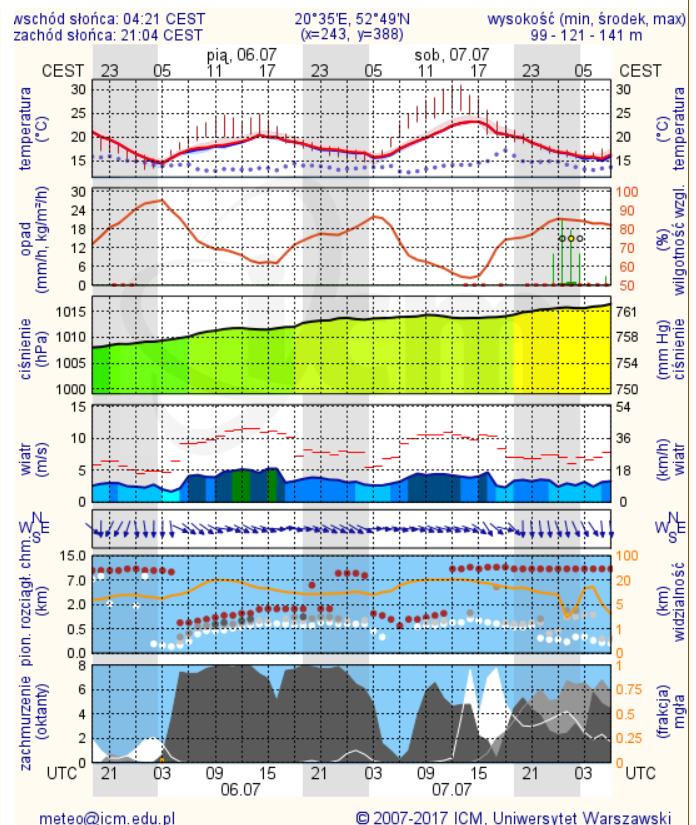 wschód słońca: 04:21 CEST 20°35'E, 52°49'N wysokość (min, środek, max)
zachód słońca: 21:04 CEST (x=243, y=388) 99 - 121 - 141 m
pią, 06.07 sob, 07.07
CEST 23 05 11 17 23 05 11 17 23 05 CEST
temperatura (°C) 30 25 20 15 30 25 20 15 (°C) temperatura
opad (mm/h, kg/m²/h) 30 24 18 12 6 0 100 90 80 70 60 50 (%) wilgotność wzgl.
ciśnienie (hPa) 1015 1010 1005 1000 761 758 754 750 (mm Hg) ciśnienie
wiatr (m/s) 15 10 5 0 54 36 18 0 (km/h) wiatr
N W E S N W E S
pion. rozciągł. chm. (km) 15.0 7.0 2.0 0.5 0.0 100 20 5 1 0 (km) widzialność
zachmurzenie (oktanty) 8 6 4 2 0 1 0.75 0.5 0.25 0 (frakcja) mgła
UTC 21 03 09 15 21 03 09 15 21 03 UTC
06.07 07.07
meteo@icm.edu.pl © 2007-2017 ICM, Uniwersytet Warszawski